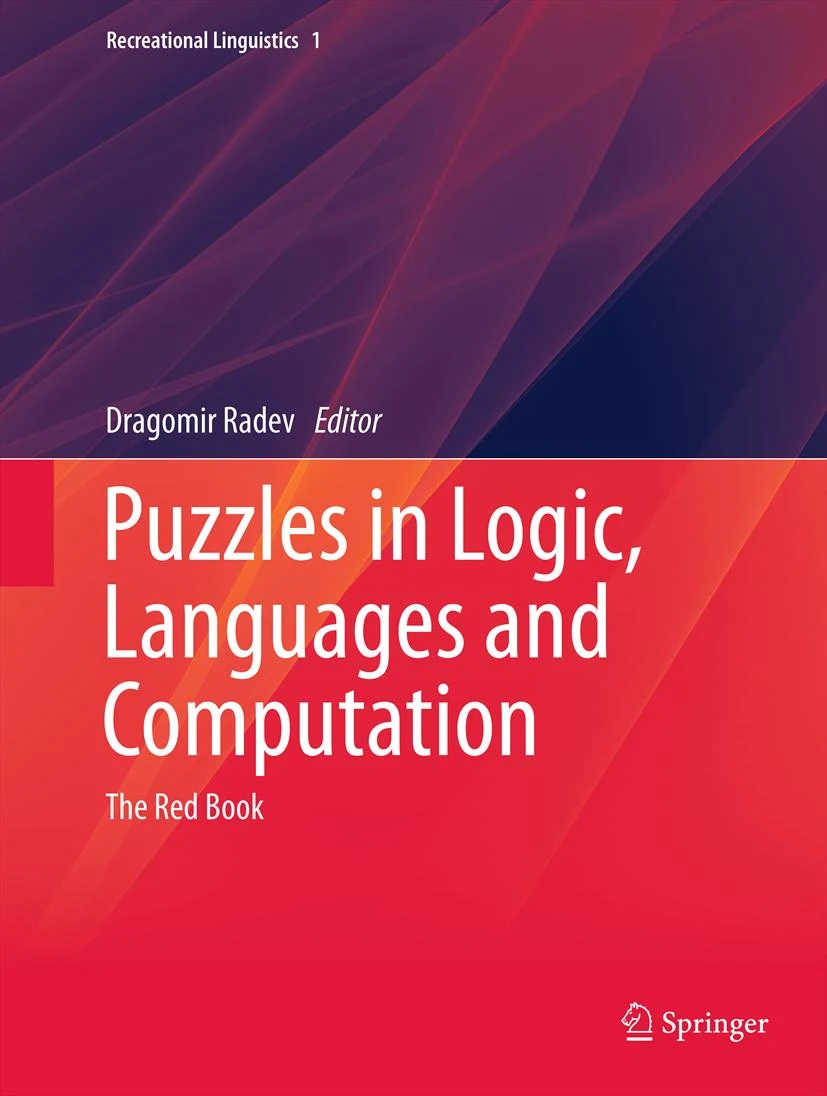 Recreational Linguistics 1
Dragomir Radev Editor
Puzzles in Logic,
Languages and
Computation
The Red Book
Springer